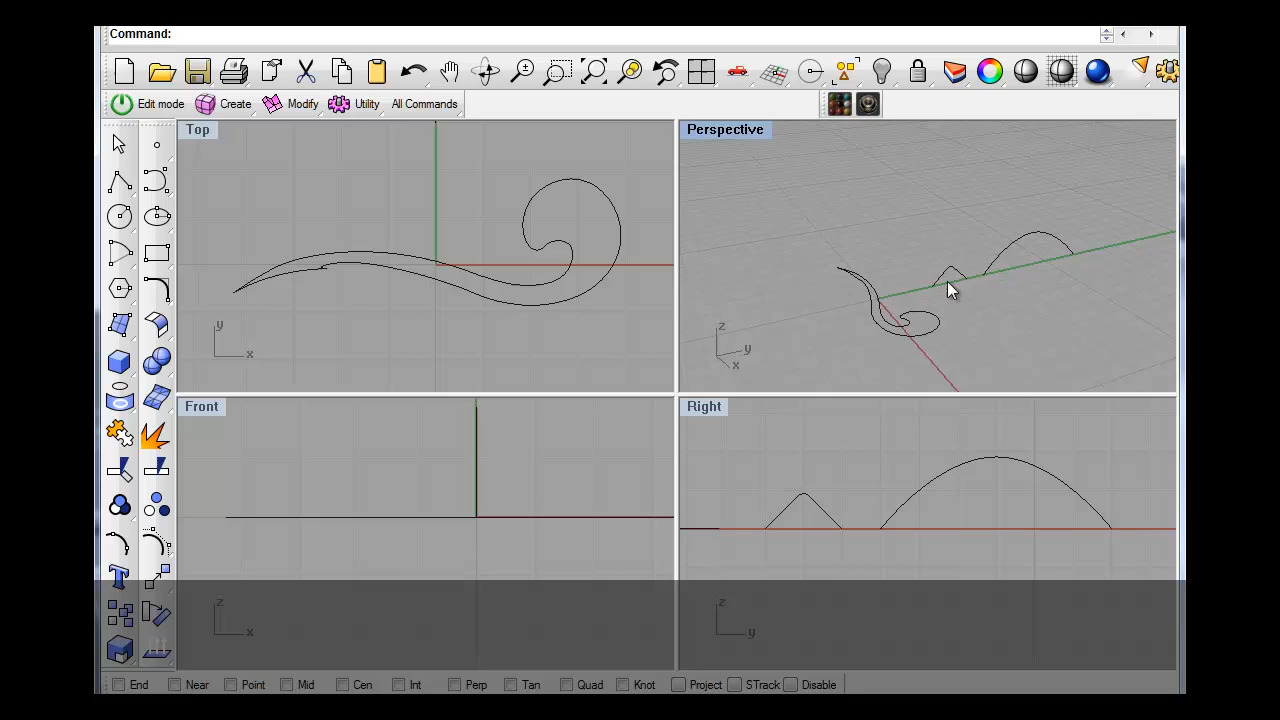 Command:
Edit mode Create Modify Utility All Commands
Top
Perspective
y
x
z
y
x
Front
Right
z
x
z
y
End Near Point Mid Cen Int Perp Tan Quad Knot Project STrack Disable